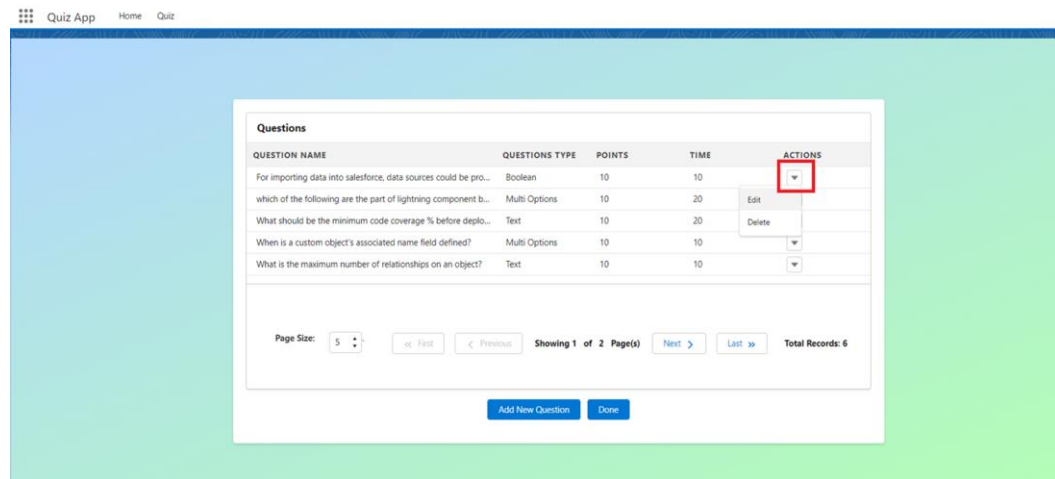 Quiz App Home Quiz
Questions
QUESTION NAME QUESTIONS TYPE POINTS TIME ACTIONS
For importing data into salesforce, data sources could be pro... Boolean 10 10
which of the following are the part of lightning component b... Multi Options 10 20 Edit
What should be the minimum code coverage % before deplo... Text 10 20 Delete
When is a custom object's associated name field defined? Multi Options 10 10
What is the maximum number of relationships on an object? Text 10 10
Page Size: 5 « First < Previous Showing 1 of 2 Page(s) Next > Last » Total Records: 6
Add New Question Done